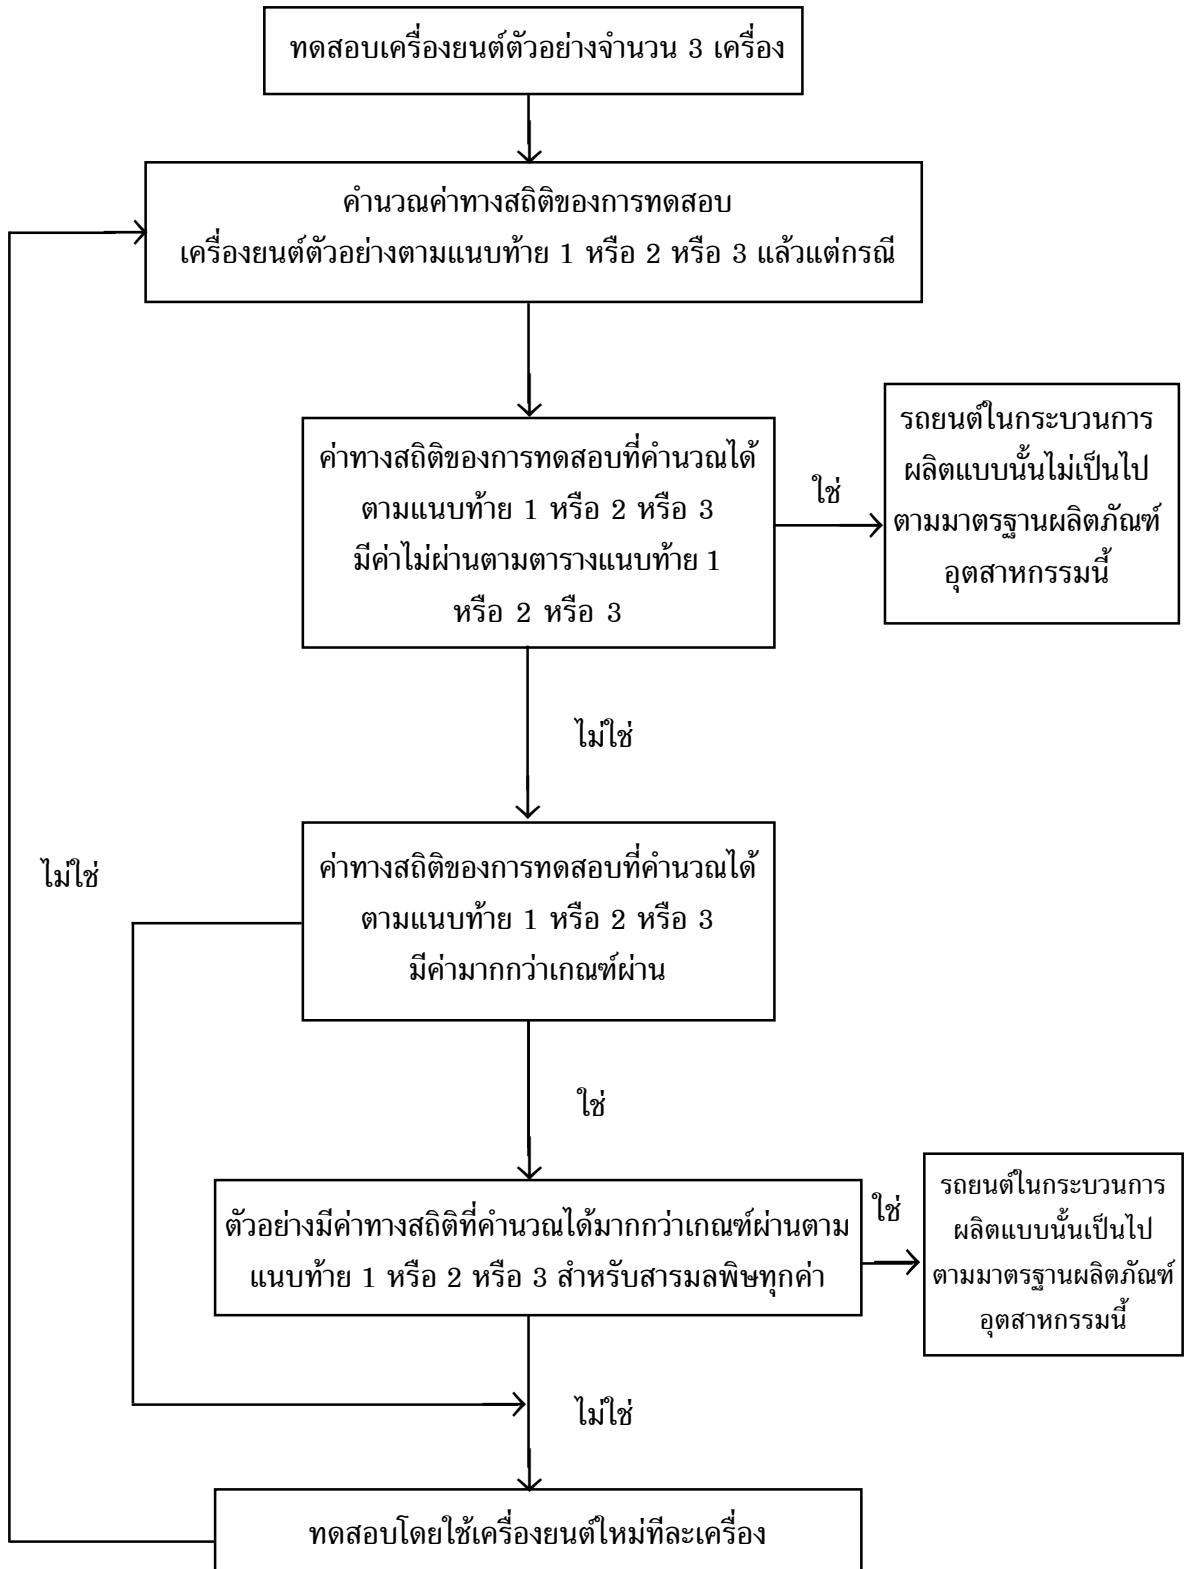 ทดสอบเครื่องยนต์ตัวอย่างจำนวน 3 เครื่อง
คำนวณค่าทางสถิติของการทดสอบ
เครื่องยนต์ตัวอย่างตามแนบท้าย 1 หรือ 2 หรือ 3 แล้วแต่กรณี
ค่าทางสถิติของการทดสอบที่คำนวณได้
ตามแนบท้าย 1 หรือ 2 หรือ 3
มีค่าไม่ผ่านตามตารางแนบท้าย 1
หรือ 2 หรือ 3
ใช่
รถยนต์ในกระบวนการ
ผลิตแบบนั้นไม่เป็นไป
ตามมาตรฐานผลิตภัณฑ์
อุตสาหกรรมนี้
ไม่ใช่
ค่าทางสถิติของการทดสอบที่คำนวณได้
ตามแนบท้าย 1 หรือ 2 หรือ 3
มีค่ามากกว่าเกณฑ์ผ่าน
ไม่ใช่
ใช่
ตัวอย่างมีค่าทางสถิติที่คำนวณได้มากกว่าเกณฑ์ผ่านตาม
แนบท้าย 1 หรือ 2 หรือ 3 สำหรับสารมลพิษทุกค่า
ใช่
รถยนต์ในกระบวนการ
ผลิตแบบนั้นเป็นไป
ตามมาตรฐานผลิตภัณฑ์
อุตสาหกรรมนี้
ไม่ใช่
ทดสอบโดยใช้เครื่องยนต์ใหม่ทีละเครื่อง